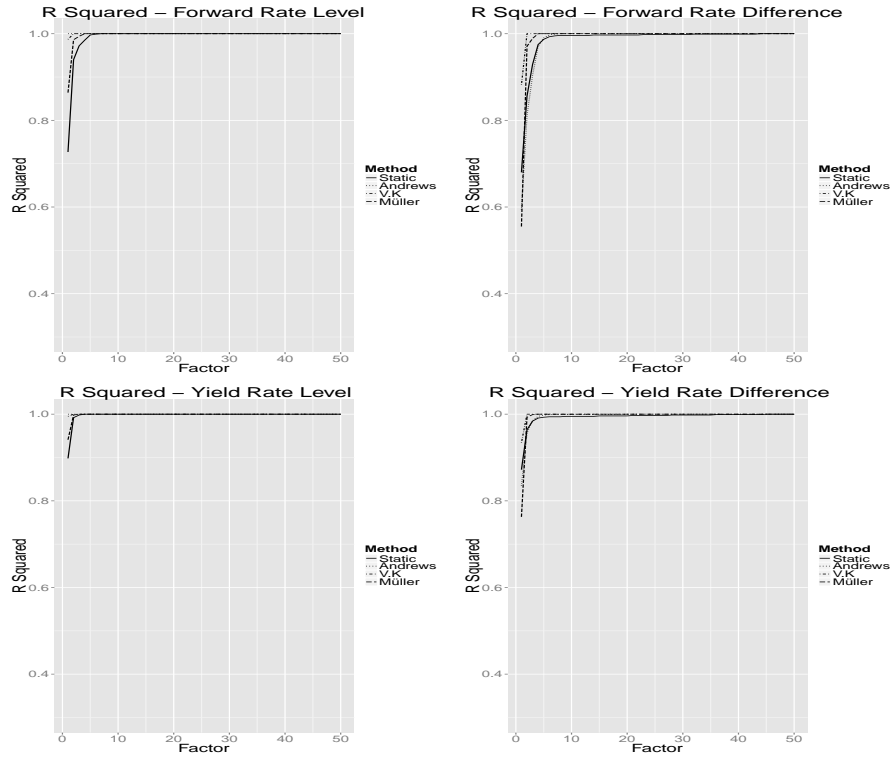 R Squared – Forward Rate Level
1.0
0.8
0.6
0.4
R Squared
0
10
20
30
40
50
Factor
Method
Static
Andrews
V.K
Müller
R Squared – Forward Rate Difference
1.0
0.8
0.6
0.4
R Squared
0
10
20
30
40
50
Factor
Method
Static
Andrews
V.K
Müller
R Squared – Yield Rate Level
1.0
0.8
0.6
0.4
R Squared
0
10
20
30
40
50
Factor
Method
Static
Andrews
V.K
Müller
R Squared – Yield Rate Difference
1.0
0.8
0.6
0.4
R Squared
0
10
20
30
40
50
Factor
Method
Static
Andrews
V.K
Müller